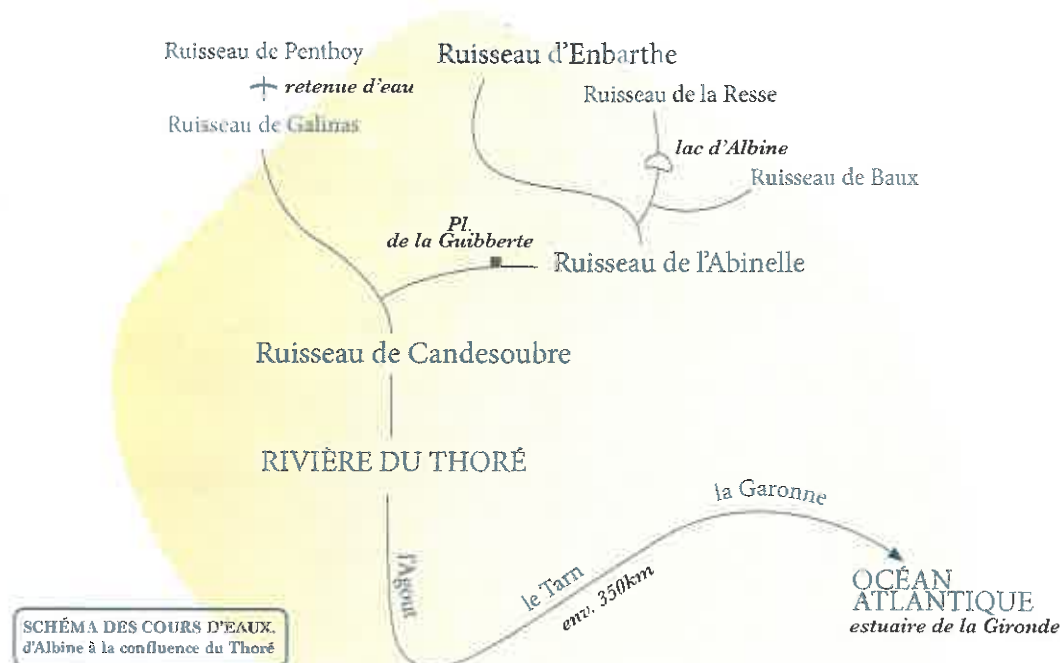 Ruisseau de Penthoy
retenue d'eau
Ruisseau de Galinas
Ruisseau d'Enbarthe
Ruisseau de la Resse
lac d'Albine
Ruisseau de Baux
Pl.
de la Guibberte
Ruisseau de l'Abinelle
Ruisseau de Candesoubre
RIVIÈRE DU THORÉ
l'Agout
le Tarn
env. 350km
la Garonne
OCÉAN
ATLANTIQUE
estuaire de la Gironde
SCHÉMA DES COURS D'EAUX.
d'Albine à la confluence du Thoré